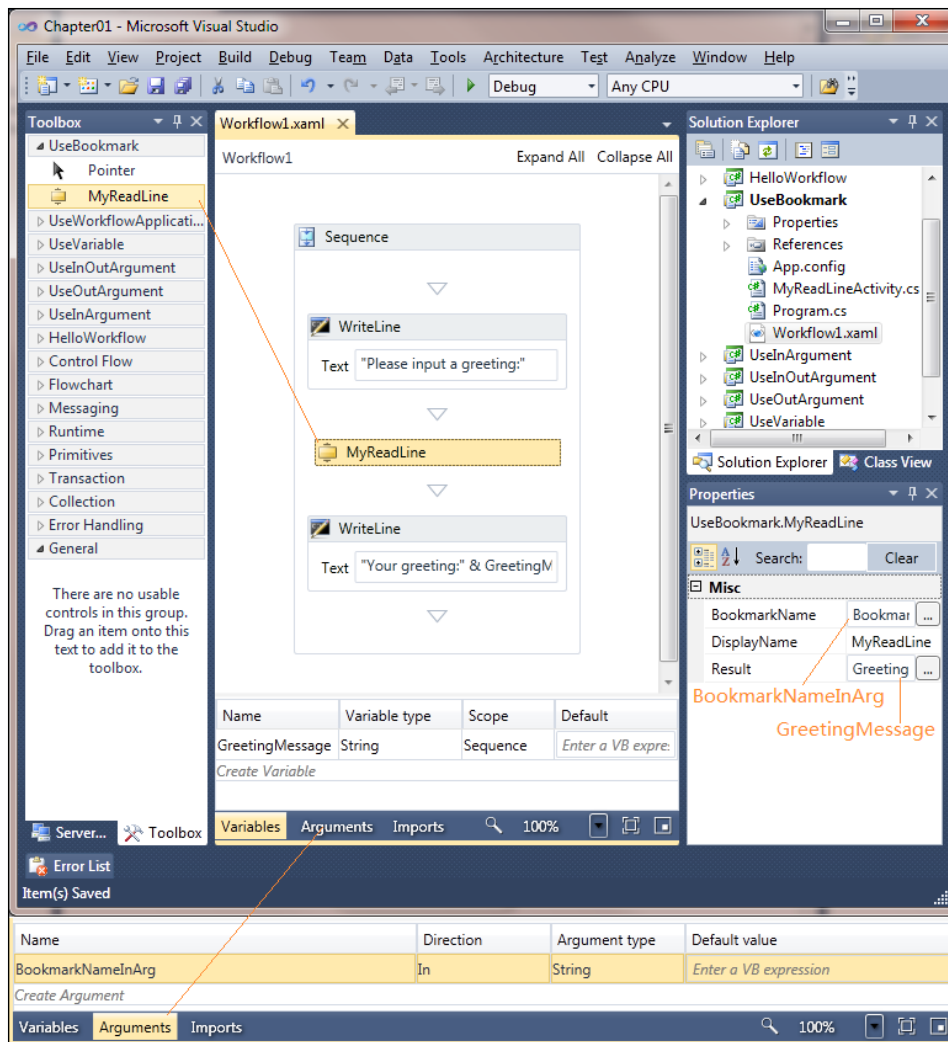 Chapter01 - Microsoft Visual Studio
File Edit View Project Build Debug Team Data Tools Architecture Test Analyze Window Help
Debug Any CPU
Toolbox
UseBookmark
Pointer
MyReadLine
UseWorkflowApplicati...
UseVariable
UseInOutArgument
UseOutArgument
UseInArgument
HelloWorkflow
Control Flow
Flowchart
Messaging
Runtime
Primitives
Transaction
Collection
Error Handling
General
There are no usable
controls in this group.
Drag an item onto this
text to add it to the
toolbox.
Server... Toolbox
Workflow1.xaml
Workflow1 Expand All Collapse All
Sequence
WriteLine
Text "Please input a greeting:"
MyReadLine
WriteLine
Text "Your greeting:" & GreetingM
Name Variable type Scope Default
GreetingMessage String Sequence Enter a VB expre:
Create Variable
Variables Arguments Imports 100%
Solution Explorer
HelloWorkflow
UseBookmark
Properties
References
App.config
MyReadLineActivity.cs
Program.cs
Workflow1.xaml
UseInArgument
UseInOutArgument
UseOutArgument
UseVariable
Solution Explorer Class View
Properties
UseBookmark.MyReadLine
Search: Clear
Misc
BookmarkName Bookmar ...
DisplayName MyReadLine
Result Greeting ...
BookmarkNameInArg
GreetingMessage
Error List
Item(s) Saved
Name Direction Argument type Default value
BookmarkNameInArg In String Enter a VB expression
Create Argument
Variables Arguments Imports 100%